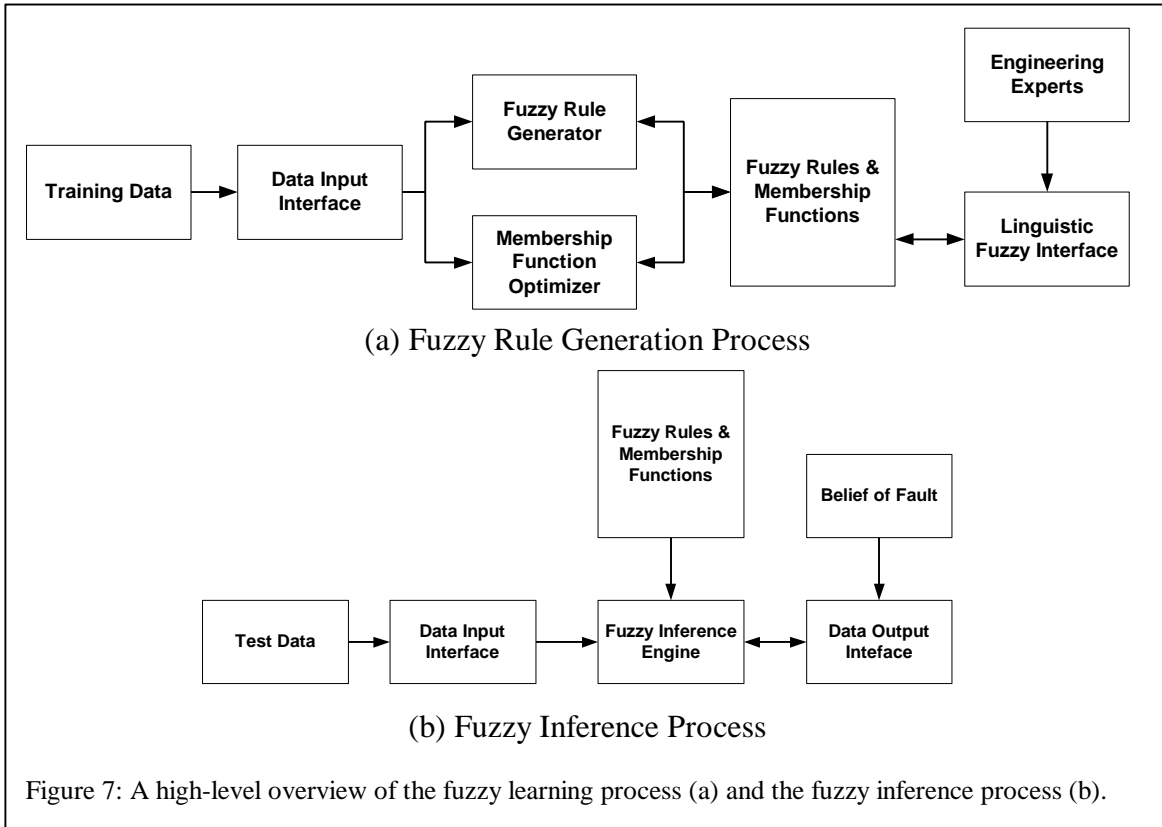 Engineering
Experts
Fuzzy Rule
Generator
Training Data
Data Input
Interface
Fuzzy Rules &
Membership
Functions
Membership
Function
Optimizer
Linguistic
Fuzzy Interface
(a) Fuzzy Rule Generation Process
Fuzzy Rules &
Membership
Functions
Belief of Fault
Test Data
Data Input
Interface
Fuzzy Inference
Engine
Data Output
Inteface
(b) Fuzzy Inference Process
Figure 7: A high-level overview of the fuzzy learning process (a) and the fuzzy inference process (b).